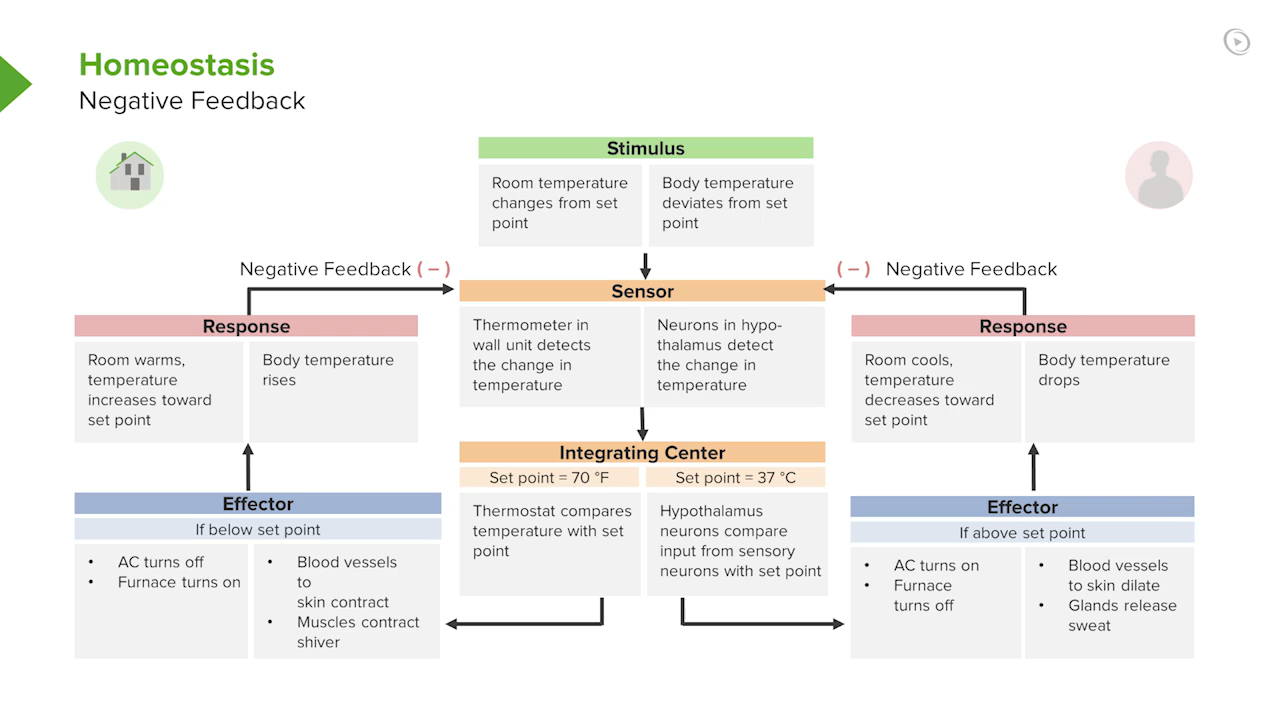 Homeostasis
Negative Feedback
Stimulus
Room temperature
changes from set
point
Body temperature
deviates from set
point
Negative Feedback ( – )
( – ) Negative Feedback
Sensor
Thermometer in
wall unit detects
the change in
temperature
Neurons in hypo-
thalamus detect
the change in
temperature
Response
Room warms,
temperature
increases toward
set point
Body temperature
rises
Response
Room cools,
temperature
decreases toward
set point
Body temperature
drops
Integrating Center
Set point = 70 °F
Set point = 37 °C
Thermostat compares
temperature with set
point
Hypothalamus
neurons compare
input from sensory
neurons with set point
Effector
If below set point
• AC turns off
• Furnace turns on
• Blood vessels
to
skin contract
• Muscles contract
shiver
Effector
If above set point
• AC turns on
• Furnace
turns off
• Blood vessels
to skin dilate
• Glands release
sweat